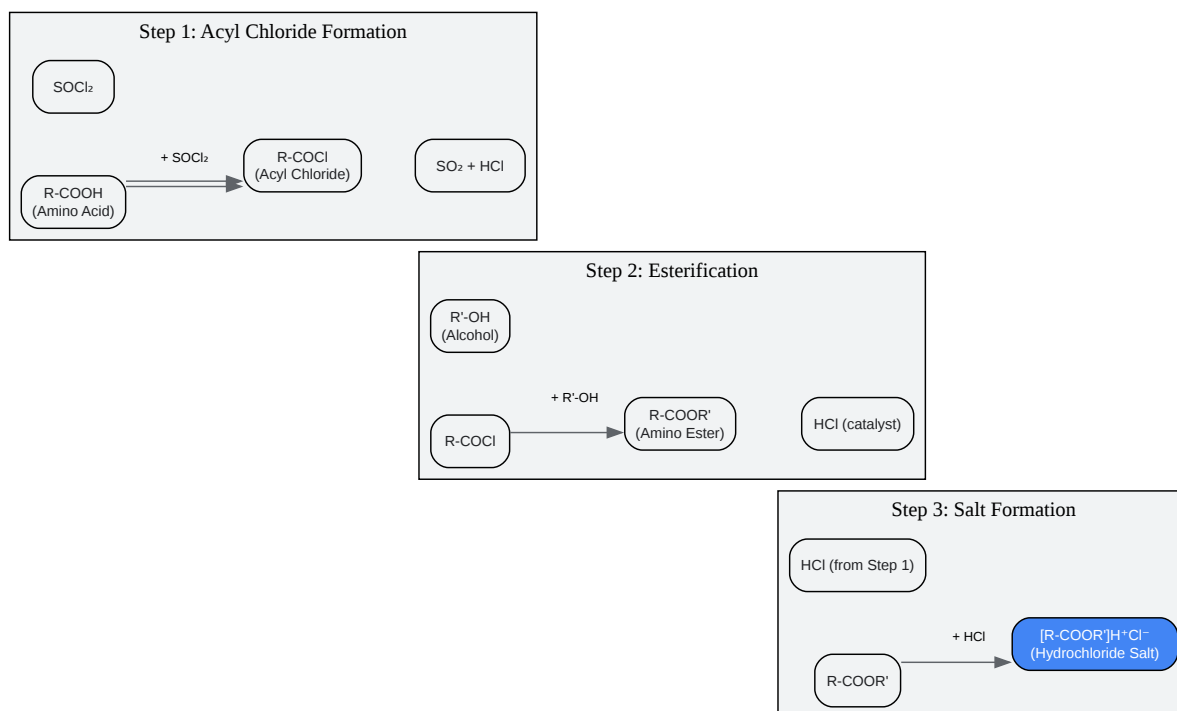 Step 1: Acyl Chloride Formation
SOCl₂
+ SOCl₂
R-COCl
(Acyl Chloride)
SO₂ + HCl
R-COOH
(Amino Acid)
Step 2: Esterification
R'-OH
(Alcohol)
+ R'-OH
R-COOR'
(Amino Ester)
HCl (catalyst)
R-COCl
Step 3: Salt Formation
HCl (from Step 1)
+ HCl
[R-COOR']H⁺Cl⁻
(Hydrochloride Salt)
R-COOR'